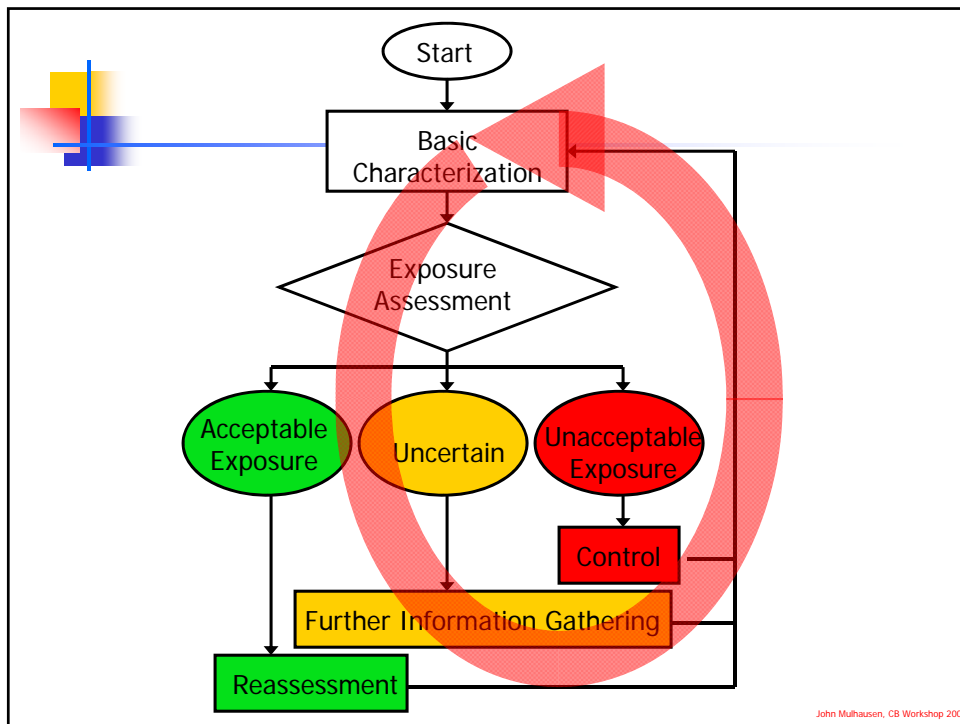 Start
Basic
Characterization
Exposure
Assessment
Acceptable
Exposure
Uncertain
Unacceptable
Exposure
Control
Further Information Gathering
Reassessment
John Mulhausen, CB Workshop 200